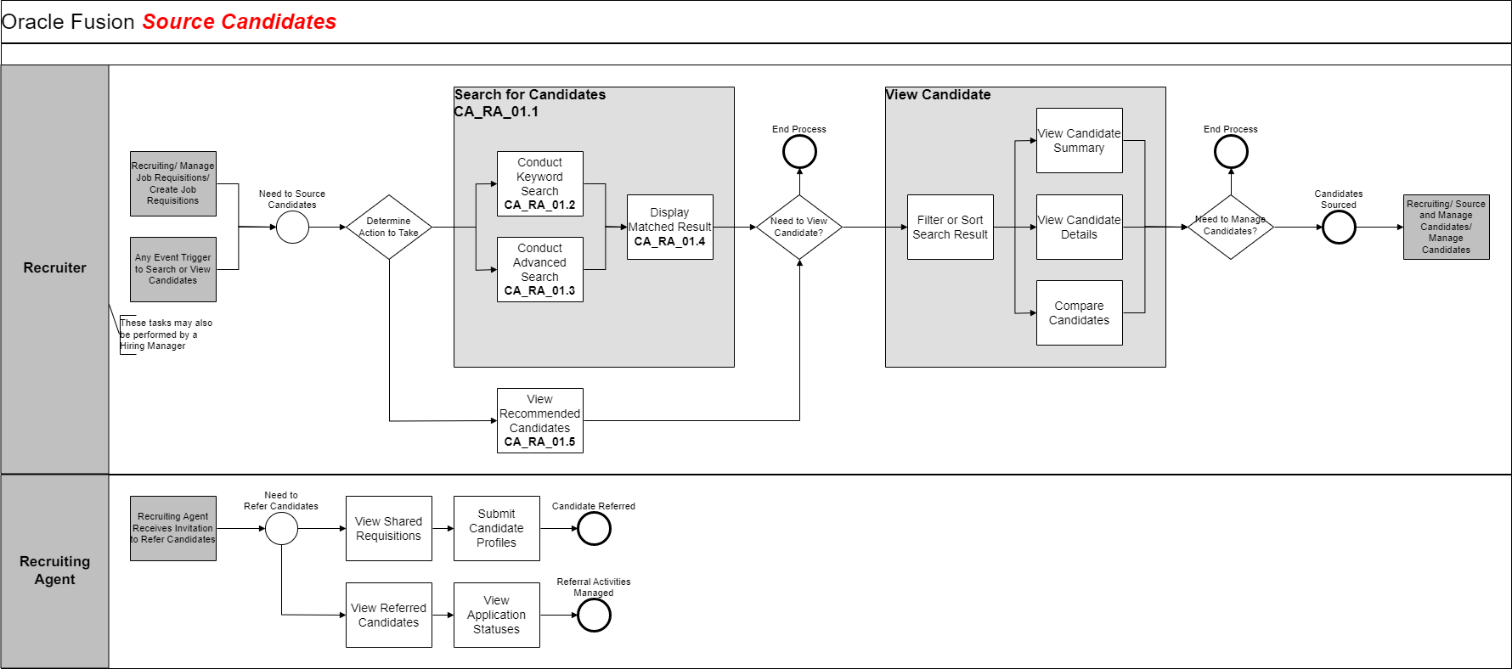 Oracle Fusion Source Candidates
Recruiter
Recruiting/ Manage
Job Requisitions/
Create Job
Requisitions
Any Event Trigger
to Search or View
Candidates
These tasks may also
be performed by a
Hiring Manager
Need to Source
Candidates
Determine
Action to Take
Search for Candidates
CA_RA_01.1
Conduct
Keyword
Search
CA_RA_01.2
Conduct
Advanced
Search
CA_RA_01.3
Display
Matched Result
CA_RA_01.4
View
Recommended
Candidates
CA_RA_01.5
End Process
Need to View
Candidate?
View Candidate
Filter or Sort
Search Result
View Candidate
Summary
View Candidate
Details
Compare
Candidates
End Process
Need to Manage
Candidates?
Candidates
Sourced
Recruiting/ Source
and Manage
Candidates/
Manage
Candidates
Recruiting
Agent
Recruiting Agent
Receives Invitation
to Refer Candidates
Need to
Refer Candidates
View Shared
Requisitions
Submit
Candidate
Profiles
Candidate Referred
View Referred
Candidates
View
Application
Statuses
Referral Activities
Managed